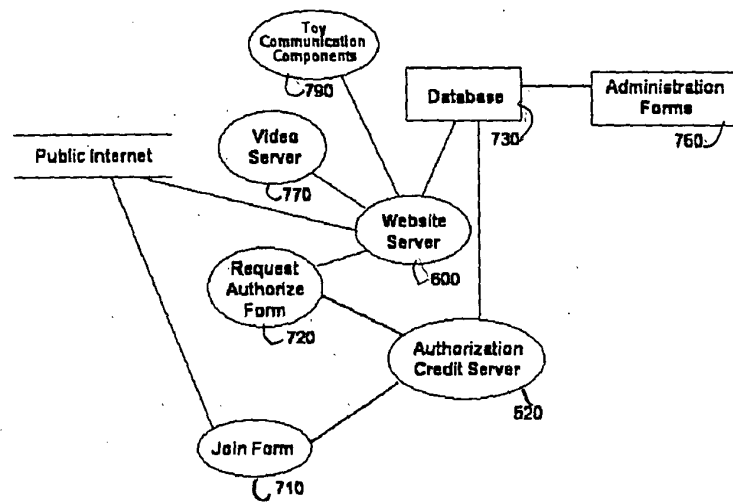 Toy
Communication
Components
790
Database
730
Administration
Forms
760
Public Internet
Video
Server
770
Website
Server
600
Request
Authorize
Form
720
Authorization
Credit Server
620
Join Form
710